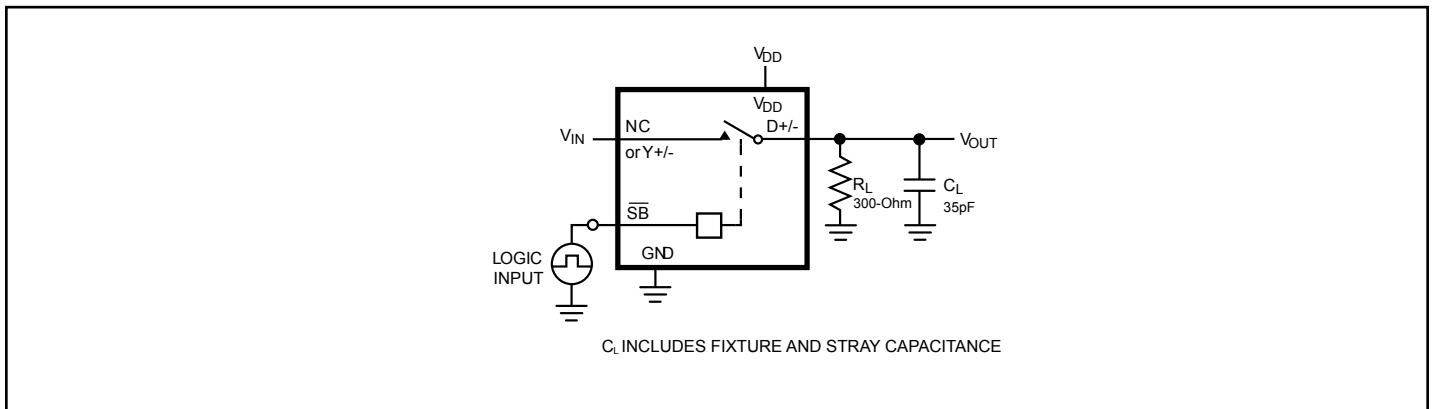 VDD
VDD
VIN
NC
or Y+/-
D+/-
VOUT
RL
300-Ohm
CL
35pF
SB
GND
LOGIC
INPUT
CL INCLUDES FIXTURE AND STRAY CAPACITANCE